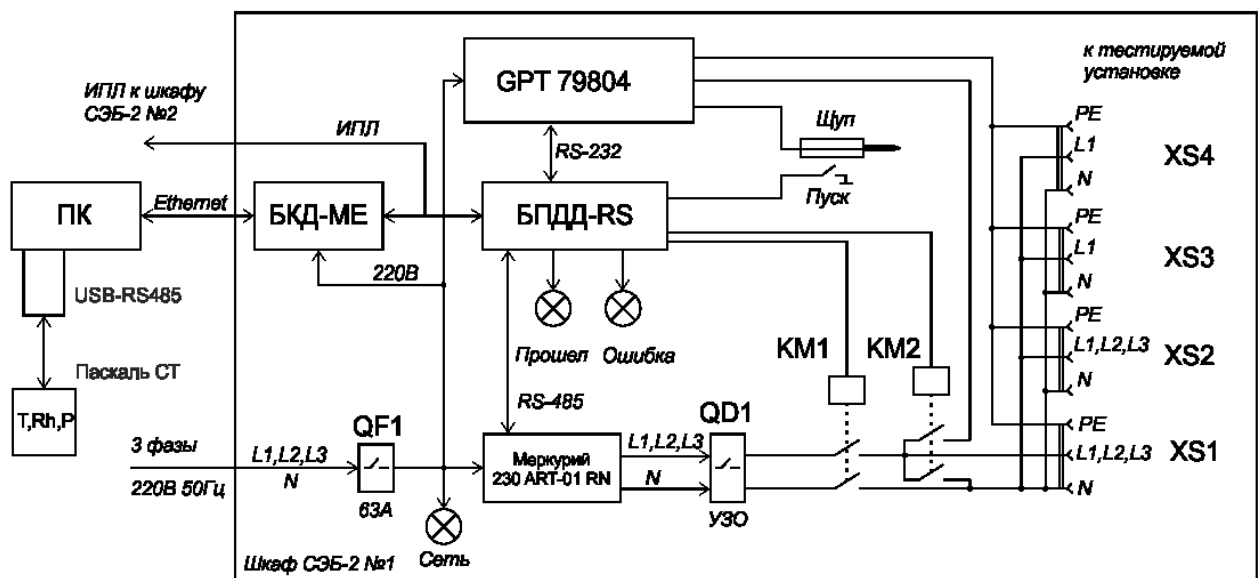 GPT 79804
к тестируемой
установке
ИПЛ к шкафу
СЭБ-2 №2
ИПЛ
RS-232
Щуп
Пуск
PE
L1
N
XS4
ПК
Ethernet
БКД-МЕ
БПДД-RS
220В
PE
L1
N
XS3
USB-RS485
Прошел
Ошибка
KM1
KM2
PE
L1,L2,L3
N
XS2
Паскаль СТ
T,Rh,P
RS-485
3 фазы
220В 50Гц
L1,L2,L3
N
QF1
63А
Меркурий
230 ART-01 RN
L1,L2,L3
N
QD1
УЗО
PE
L1,L2,L3
N
XS1
Сеть
Шкаф СЭБ-2 №1